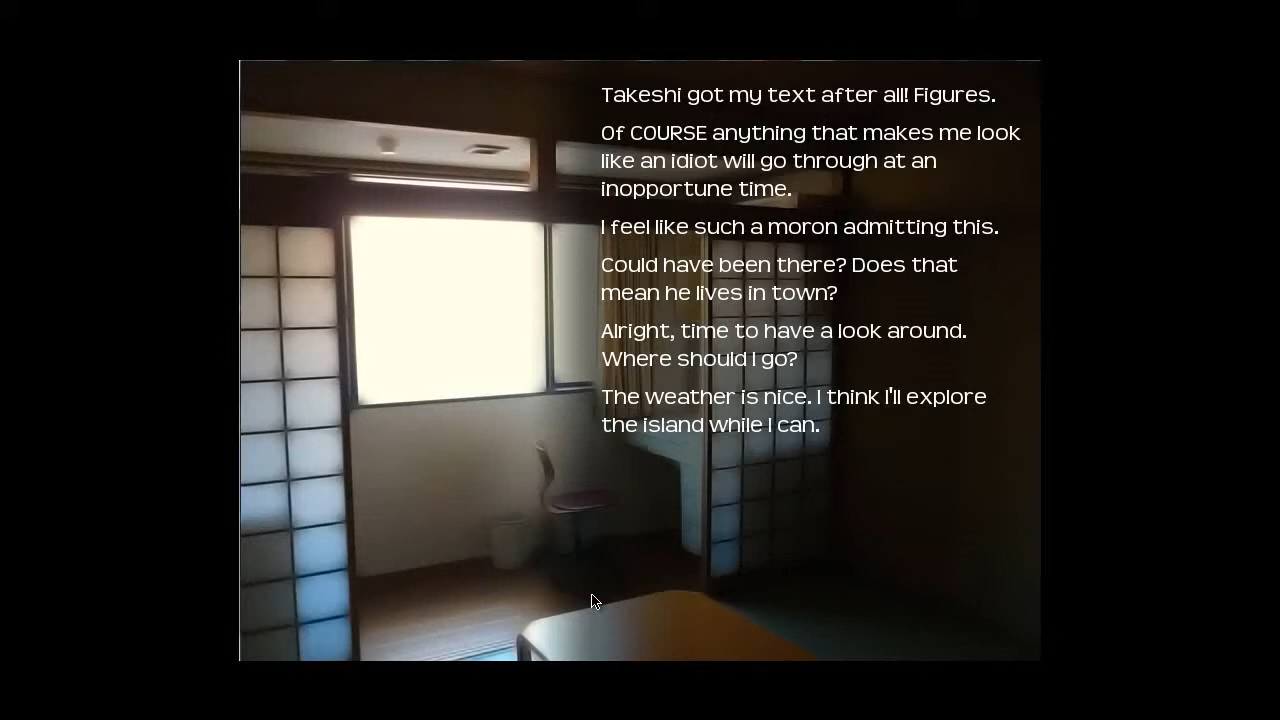 Takeshi got my text after all! Figures.
Of COURSE anything that makes me look
like an idiot will go through at an
inopportune time.
I feel like such a moron admitting this.
Could have been there? Does that
mean he lives in town?
Alright, time to have a look around.
Where should I go?
The weather is nice. I think I'll explore
the island while I can.